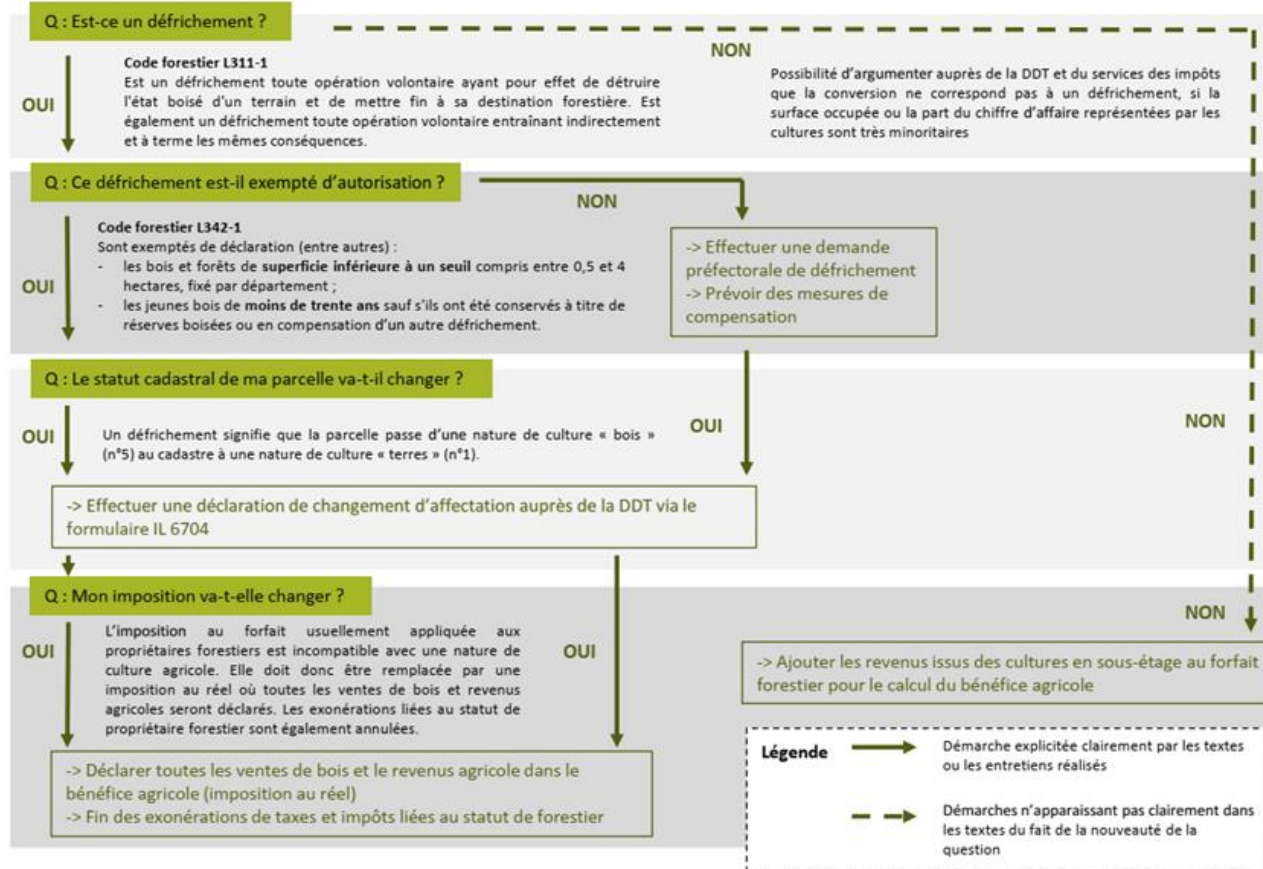 Q : Est-ce un défrichement ?
NON
OUI
Code forestier L311-1
Est un défrichement toute opération volontaire ayant pour effet de détruire
l'état boisé d'un terrain et de mettre fin à sa destination forestière. Est
également un défrichement toute opération volontaire entraînant indirectement
et à terme les mêmes conséquences.
Possibilité d'argumenter auprès de la DDT et du services des impôts
que la conversion ne correspond pas à un défrichement, si la
surface occupée ou la part du chiffre d'affaire représentées par les
cultures sont très minoritaires
Q : Ce défrichement est-il exempté d'autorisation ?
NON
OUI
Code forestier L342-1
Sont exemptés de déclaration (entre autres) :
- les bois et forêts de superficie inférieure à un seuil compris entre 0,5 et 4
hectares, fixé par département ;
- les jeunes bois de moins de trente ans sauf s'ils ont été conservés à titre de
réserves boisées ou en compensation d'un autre défrichement.
-> Effectuer une demande
préfectorale de défrichement
-> Prévoir des mesures de
compensation
Q : Le statut cadastral de ma parcelle va-t-il changer ?
OUI
Un défrichement signifie que la parcelle passe d'une nature de culture « bois »
(n°5) au cadastre à une nature de culture « terres » (n°1).
OUI
NON
-> Effectuer une déclaration de changement d'affectation auprès de la DDT via le
formulaire IL 6704
Q : Mon imposition va-t-elle changer ?
OUI
L'imposition au forfait usuellement appliquée aux
propriétaires forestiers est incompatible avec une nature de
culture agricole. Elle doit donc être remplacée par une
imposition au réel où toutes les ventes de bois et revenus
agricoles seront déclarés. Les exonérations liées au statut de
propriétaire forestier sont également annulées.
OUI
NON
-> Ajouter les revenus issus des cultures en sous-étage au forfait
forestier pour le calcul du bénéfice agricole
-> Déclarer toutes les ventes de bois et le revenus agricole dans le
bénéfice agricole (imposition au réel)
-> Fin des exonérations de taxes et impôts liées au statut de forestier
Légende
Démarche explicitée clairement par les textes
ou les entretiens réalisés
Démarches n'apparaissant pas clairement dans
les textes du fait de la nouveauté de la
question